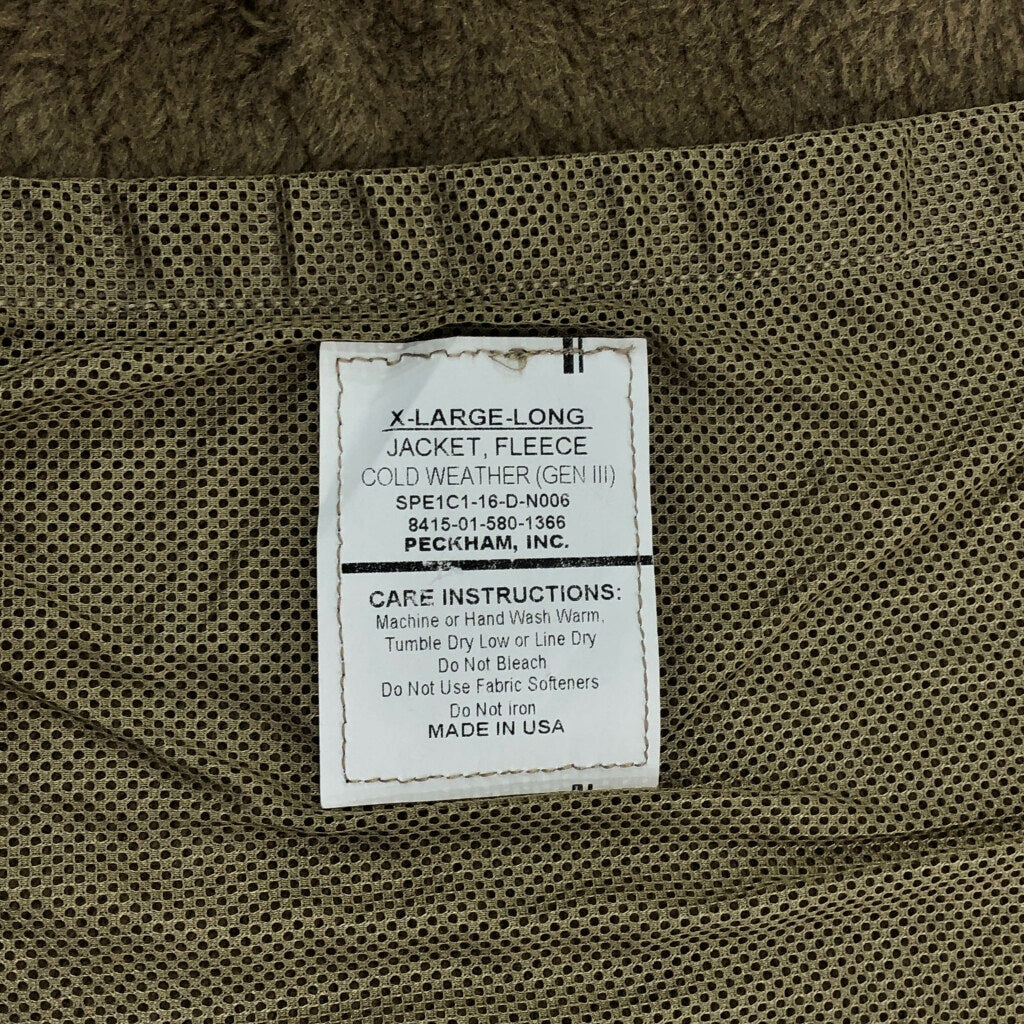 X-LARGE-LONG
JACKET, FLEECE
COLD WEATHER (GEN III)
SPE1C1-16-D-N006
8415-01-580-1366
PECKHAM, INC.
CARE INSTRUCTIONS:
Machine or Hand Wash Warm,
Tumble Dry Low or Line Dry
Do Not Bleach
Do Not Use Fabric Softeners
Do Not iron
MADE IN USA